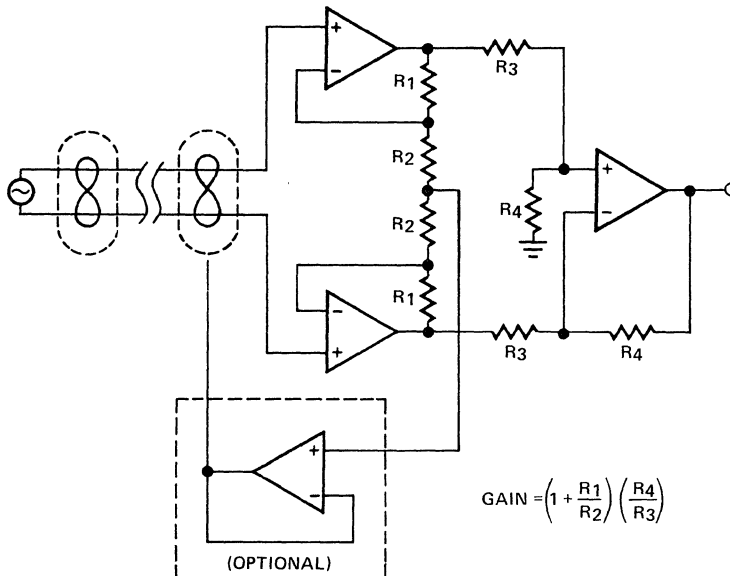 +
−
R1
R3
R2
R2
R4
+
−
−
+
R1
R3
R4
+
−
GAIN = (1 + R1/R2) (R4/R3)
(OPTIONAL)